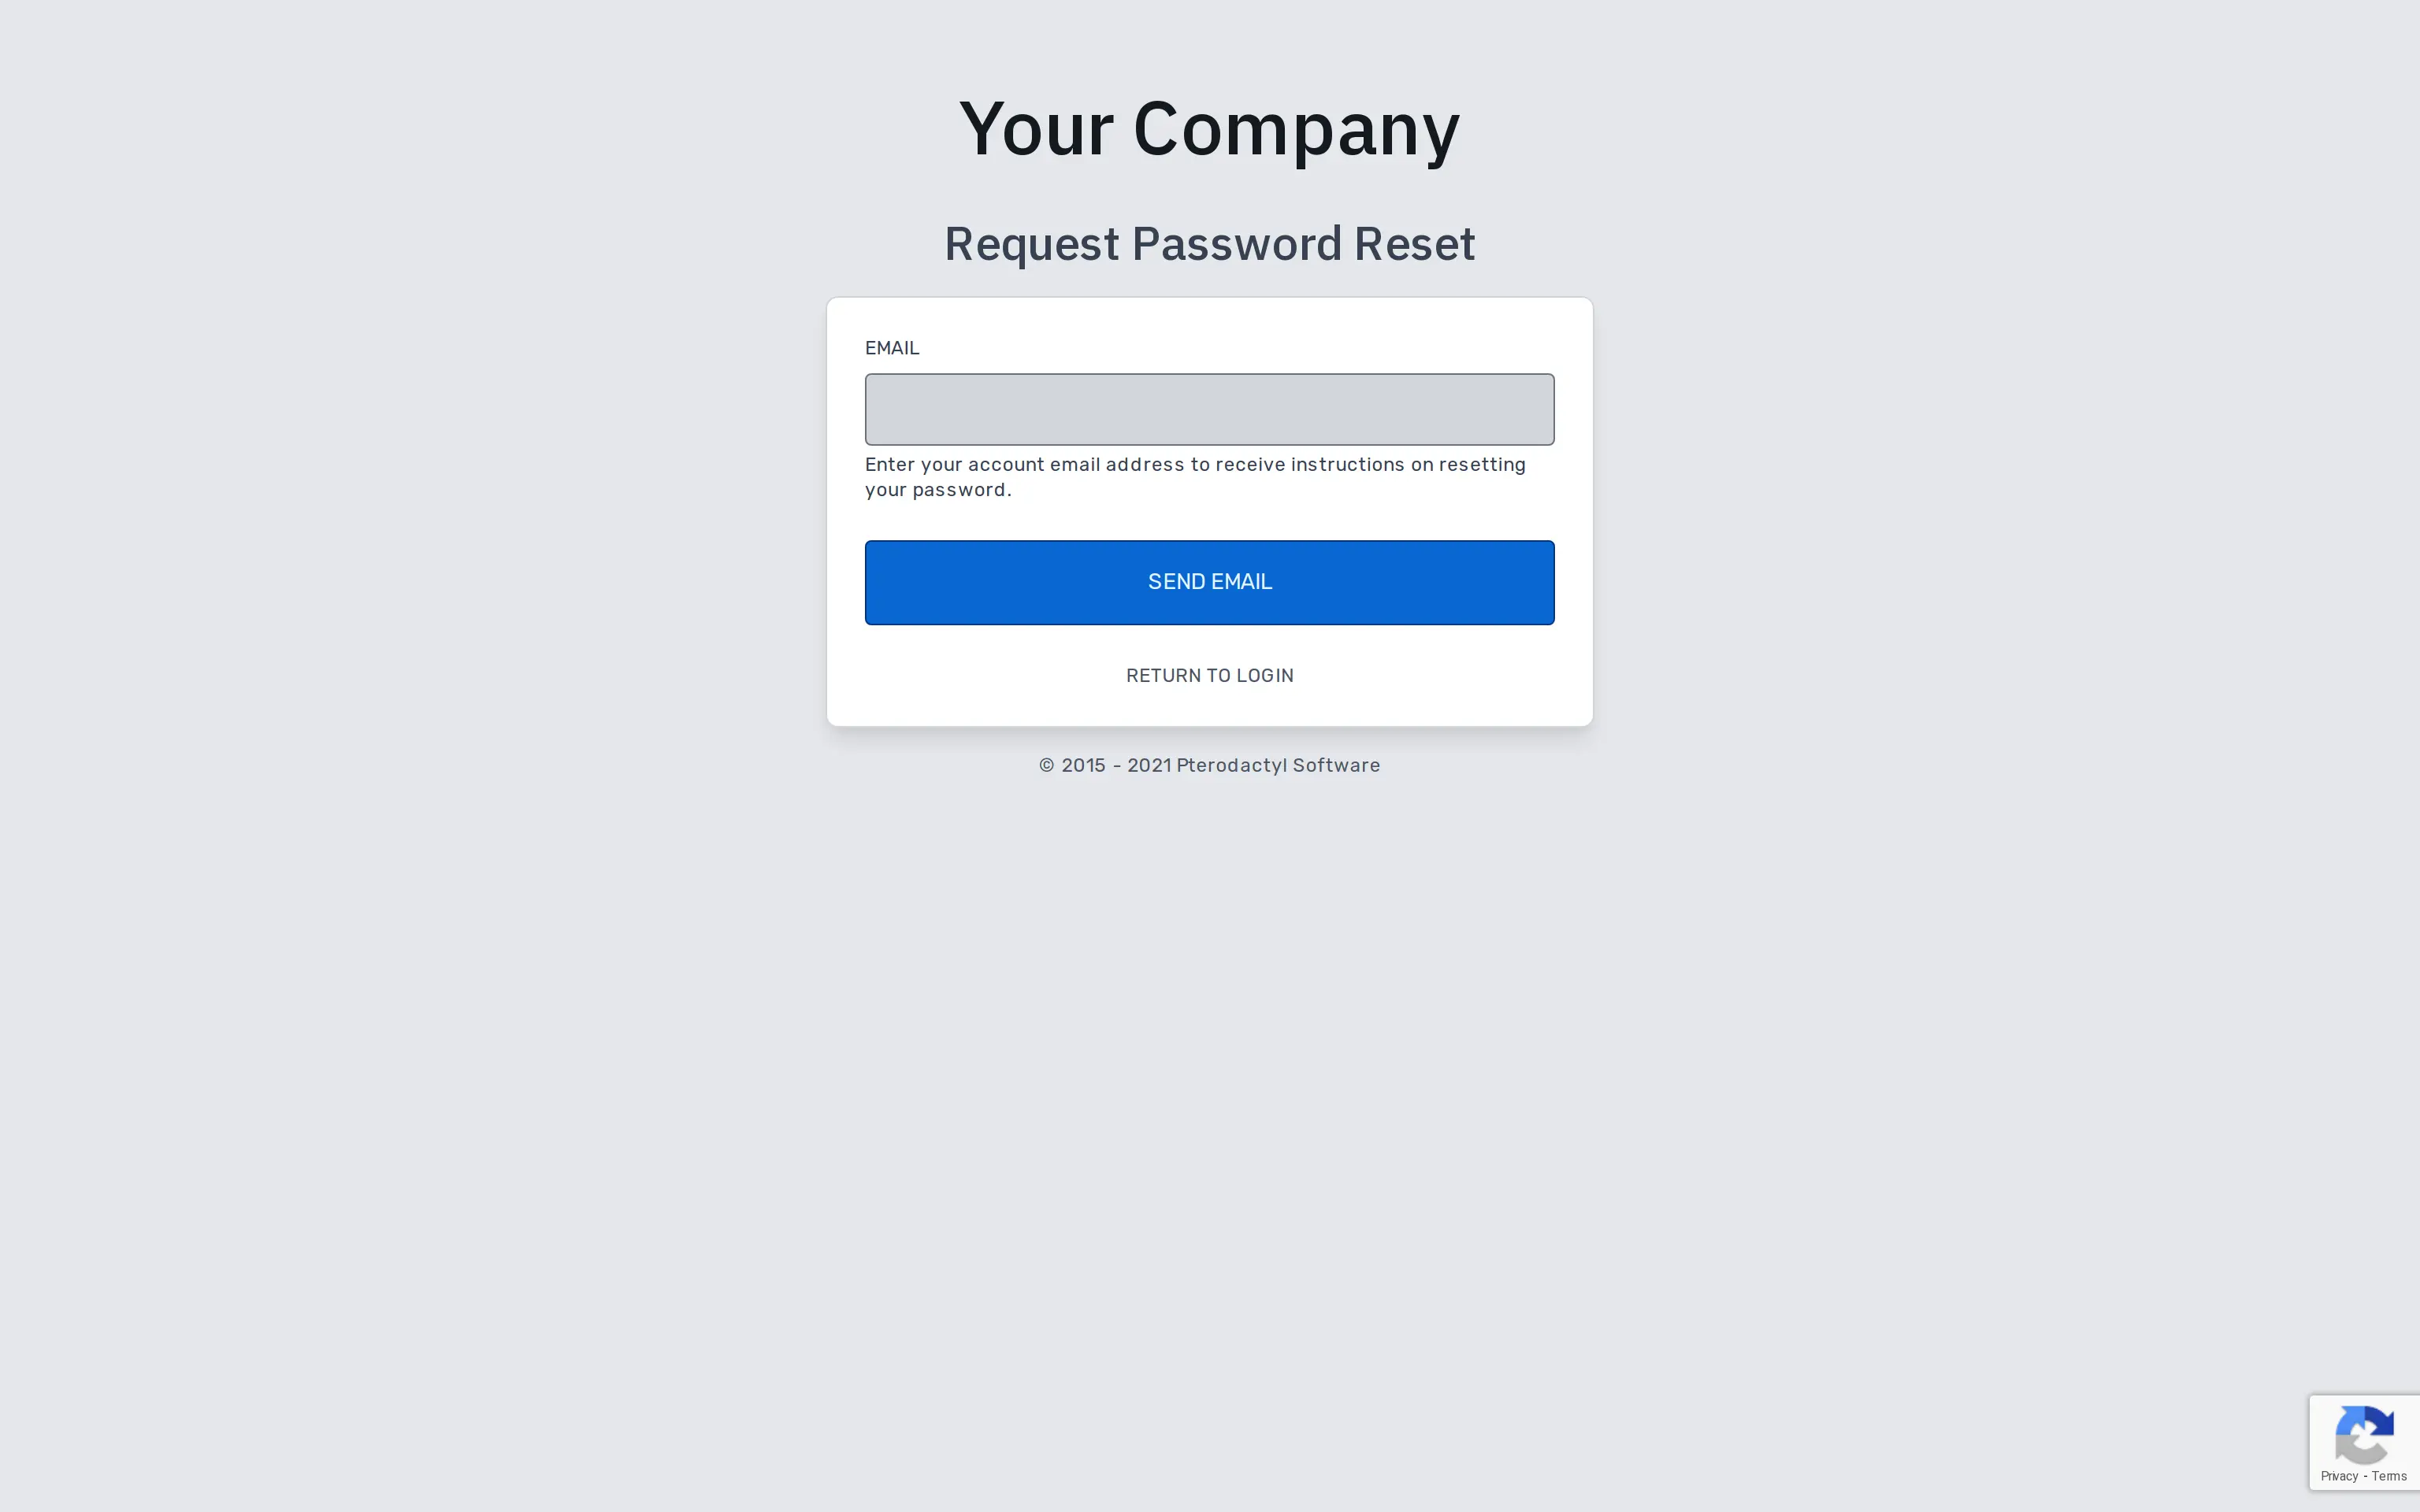 Your Company
Request Password Reset
EMAIL
Enter your account email address to receive instructions on resetting
your password.
SEND EMAIL
RETURN TO LOGIN
© 2015 - 2021 Pterodactyl Software
Privacy - Terms